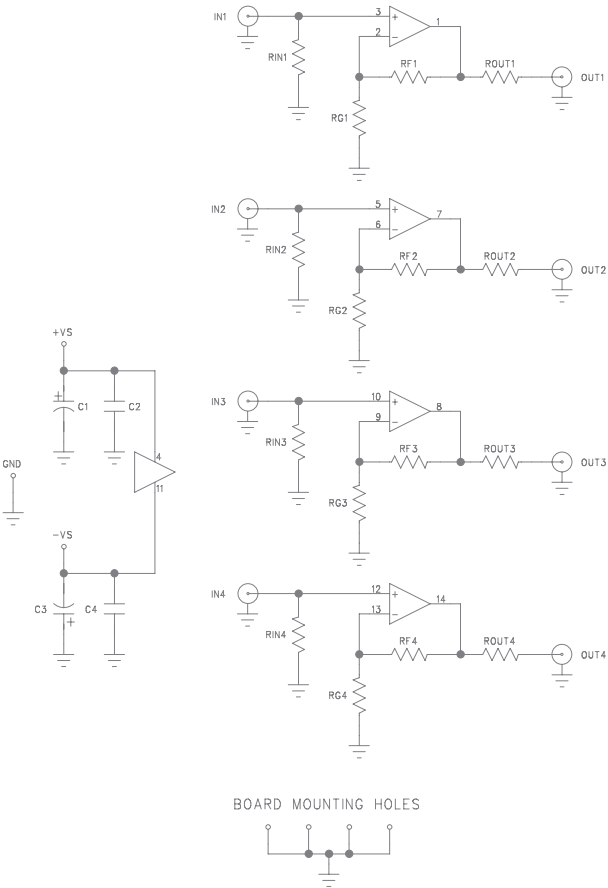 IN1
3
+
1
2
−
RIN1
RF1
ROUT1
OUT1
RG1
IN2
5
+
7
6
−
RIN2
RF2
ROUT2
OUT2
RG2
+VS
+
C1
C2
4
11
GND
−VS
C3
C4
+
IN3
10
+
8
9
−
RIN3
RF3
ROUT3
OUT3
RG3
IN4
12
+
14
13
−
RIN4
RF4
ROUT4
OUT4
RG4
BOARD MOUNTING HOLES